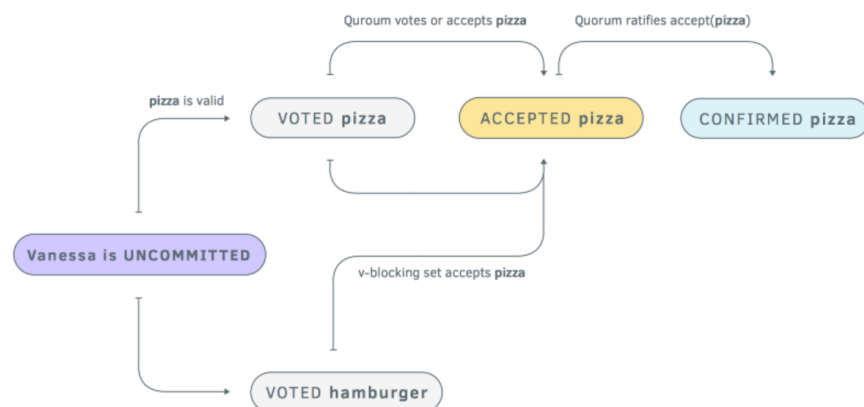 Quroum votes or accepts pizza
Quorum ratifies accept(pizza)
pizza is valid
VOTED pizza
ACCEPTED pizza
CONFIRMED pizza
Vanessa is UNCOMMITTED
v-blocking set accepts pizza
VOTED hamburger